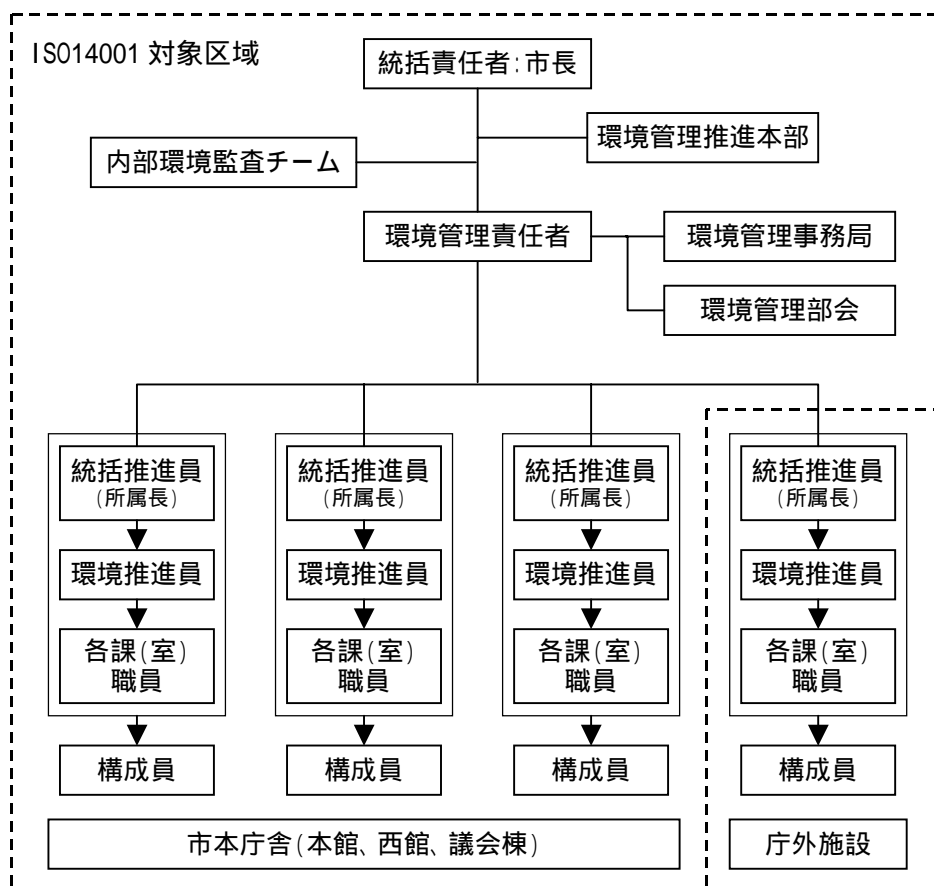 ISO14001 対象区域
統括責任者:市長
環境管理推進本部
内部環境監査チーム
環境管理責任者
環境管理事務局
環境管理部会
統括推進員
(所属長)
環境推進員
各課(室)
職員
構成員
統括推進員
(所属長)
環境推進員
各課(室)
職員
構成員
統括推進員
(所属長)
環境推進員
各課(室)
職員
構成員
統括推進員
(所属長)
環境推進員
各課(室)
職員
構成員
市本庁舎(本館、西館、議会棟)
庁外施設